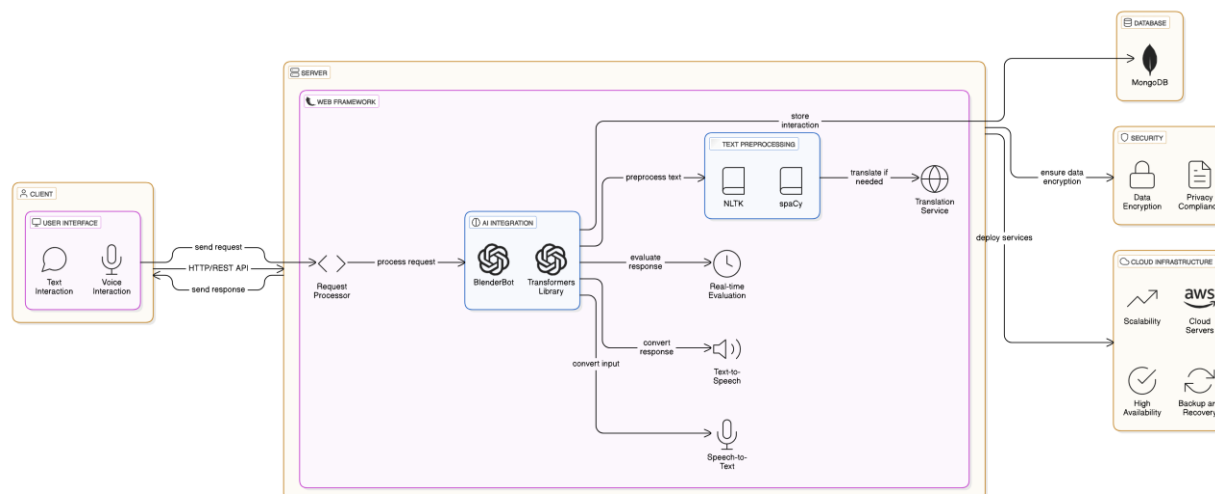 DATABASE
MongoDB
SERVER
WEB FRAMEWORK
store
interaction
SECURITY
TEXT PREPROCESSING
ensure data
encryption
preprocess text
NLTK
spaCy
translate if
needed
Translation
Service
Data
Encryption
Privacy
CLIENT
USER INTERFACE
Text
Interaction
Voice
Interaction
send request
HTTP/REST API
send response
Request
Processor
process request
AI INTEGRATION
BlenderBot
Transformers
Library
evaluate
response
Real-time
Evaluation
deploy services
CLOUD INFRASTRUCTURE
Scalability
aws
Cloud
Servers
convert
response
Text-to-
Speech
convert input
High
Availability
Backup
Recovery
Speech-to-
Text